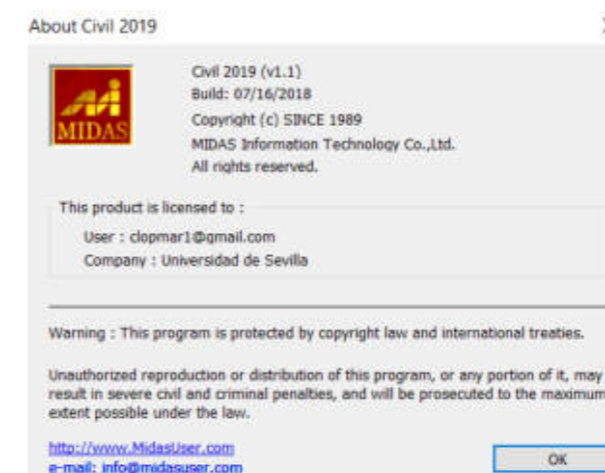 About Civil 2019
MIDAS
Civil 2019 (v1.1)
Build: 07/16/2018
Copyright (c) SINCE 1989
MIDAS Information Technology Co.,Ltd.
All rights reserved.
This product is licensed to :
User : clopmar1@gmail.com
Company : Universidad de Sevilla
Warning : This program is protected by copyright law and international treaties.
Unauthorized reproduction or distribution of this program, or any portion of it, may
result in severe civil and criminal penalties, and will be prosecuted to the maximum
extent possible under the law.
http://www.MidasUser.com
e-mail: info@midasuser.com
OK